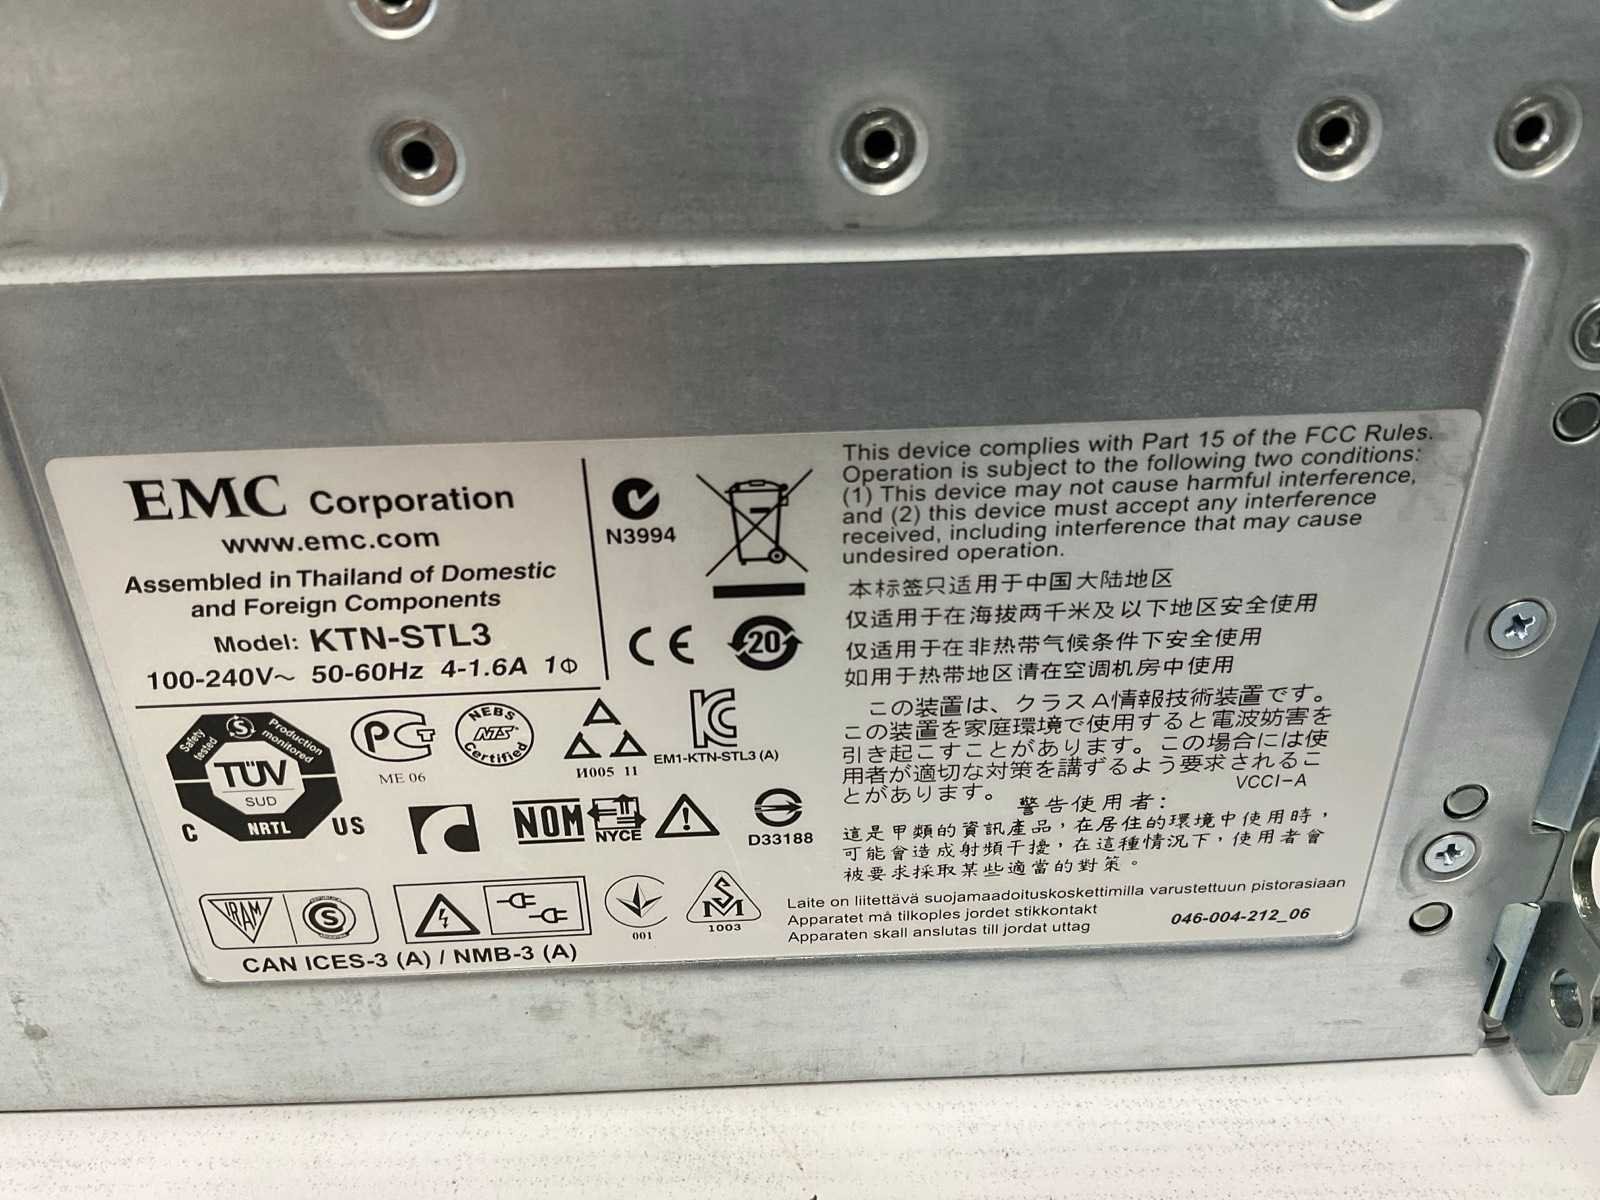 EMC Corporation
www.emc.com
Assembled in Thailand of Domestic
and Foreign Components
Model: KTN-STL3
100-240V~ 50-60Hz 4-1.6A 1Φ
N3994
CE
20
Safety tested
S
Production monitored
TÜV
SUD
NRTL
C
US
PCT
ME 06
NEBS
NTS
Certified
И005 11
KC
EM1-KTN-STL3 (A)
NOM
NYCE
D33188
VRAM
S
001
SM
1003
CAN ICES-3 (A) / NMB-3 (A)
This device complies with Part 15 of the FCC Rules.
Operation is subject to the following two conditions:
(1) This device may not cause harmful interference,
and (2) this device must accept any interference
received, including interference that may cause
undesired operation.
本标签只适用于中国大陆地区
仅适用于在海拔两千米及以下地区安全使用
仅适用于在非热带气候条件下安全使用
如用于热带地区请在空调机房中使用
この装置は、クラスA情報技術装置です。
この装置を家庭環境で使用すると電波妨害を
引き起こすことがあります。この場合には使
用者が適切な対策を講ずるよう要求されるこ
とがあります。
VCCI-A
警告使用者:
這是甲類的資訊產品,在居住的環境中使用時,
可能會造成射頻干擾,在這種情況下,使用者會
被要求採取某些適當的對策。
Laite on liitettävä suojamaadoituskoskettimilla varustettuun pistorasiaan
Apparatet må tilkoples jordet stikkontakt
Apparaten skall anslutas till jordat uttag
046-004-212_06